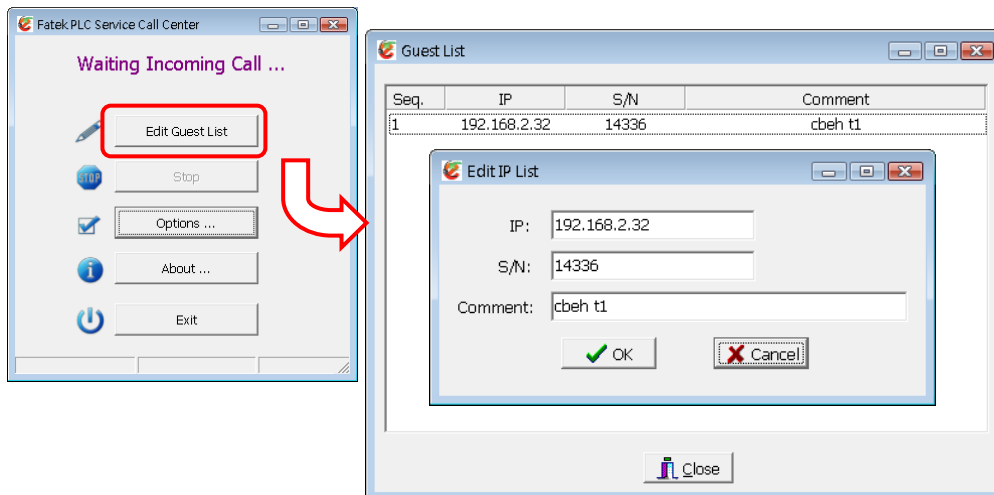 Fatek PLC Service Call Center
Waiting Incoming Call ...
Edit Guest List
STOP
Stop
Options ...
About ...
Exit
Guest List
Seq. IP S/N Comment
1 192.168.2.32 14336 cbeh t1
Edit IP List
IP: 192.168.2.32
S/N: 14336
Comment: cbeh t1
OK Cancel
Close